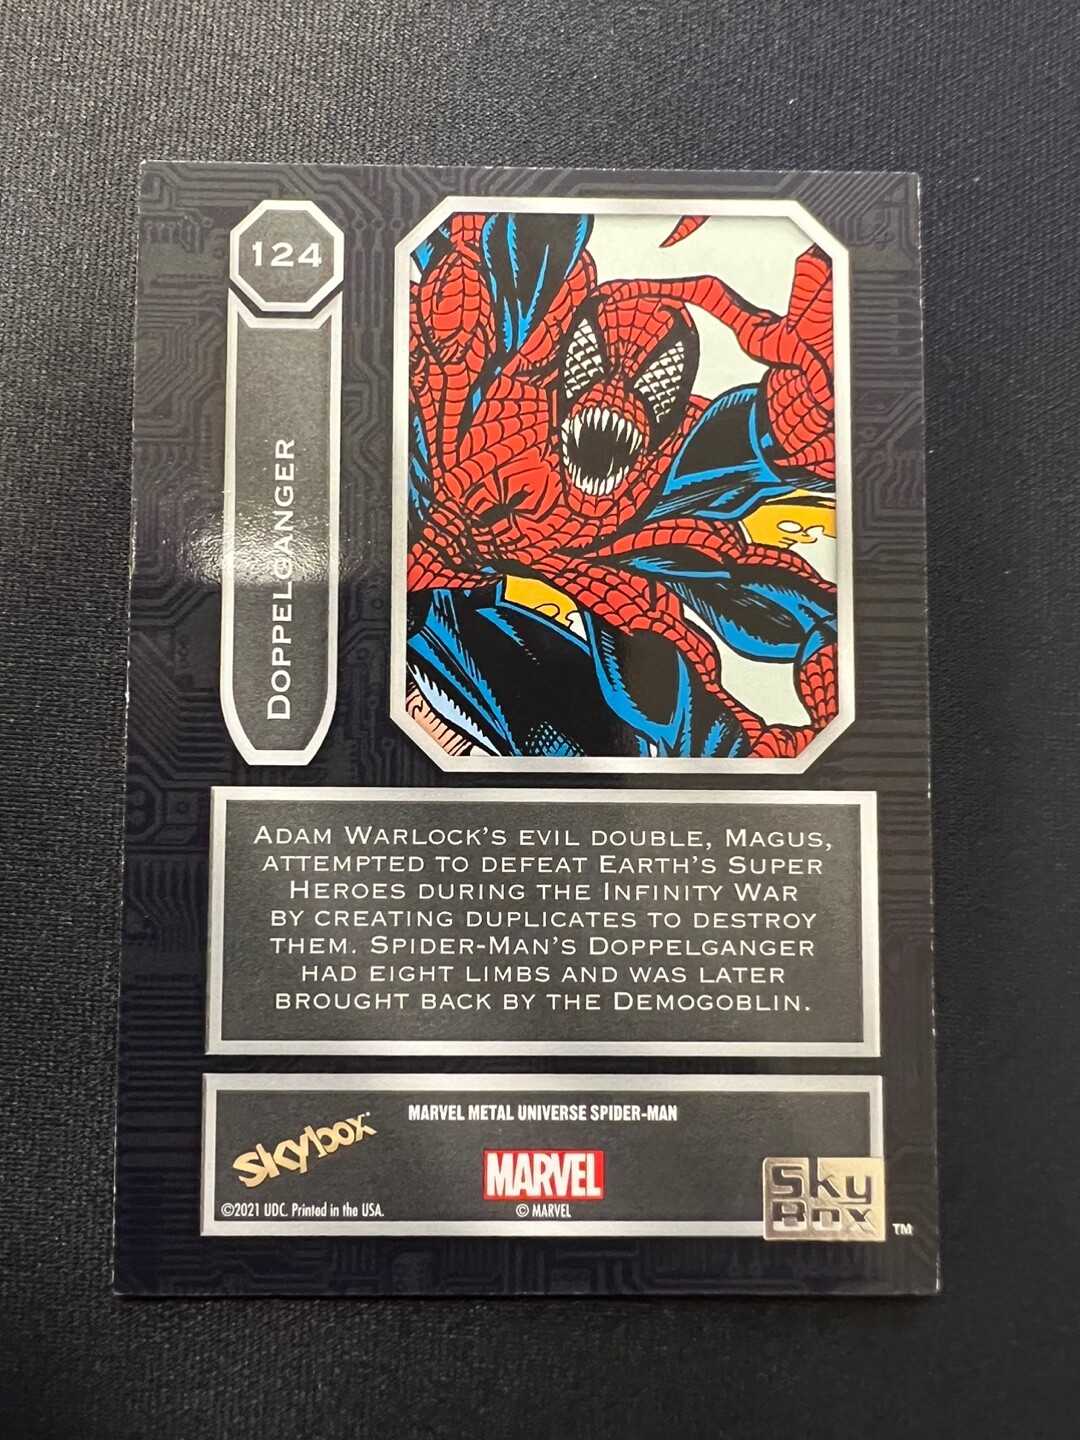 124
DOPPELGANGER
ADAM WARLOCK'S EVIL DOUBLE, MAGUS,
ATTEMPTED TO DEFEAT EARTH'S SUPER
HEROES DURING THE INFINITY WAR
BY CREATING DUPLICATES TO DESTROY
THEM. SPIDER-MAN'S DOPPELGANGER
HAD EIGHT LIMBS AND WAS LATER
BROUGHT BACK BY THE DEMOGOBLIN.
MARVEL METAL UNIVERSE SPIDER-MAN
skybox
MARVEL
©2021 UDC. Printed in the USA.
© MARVEL
Sky
Box
TM